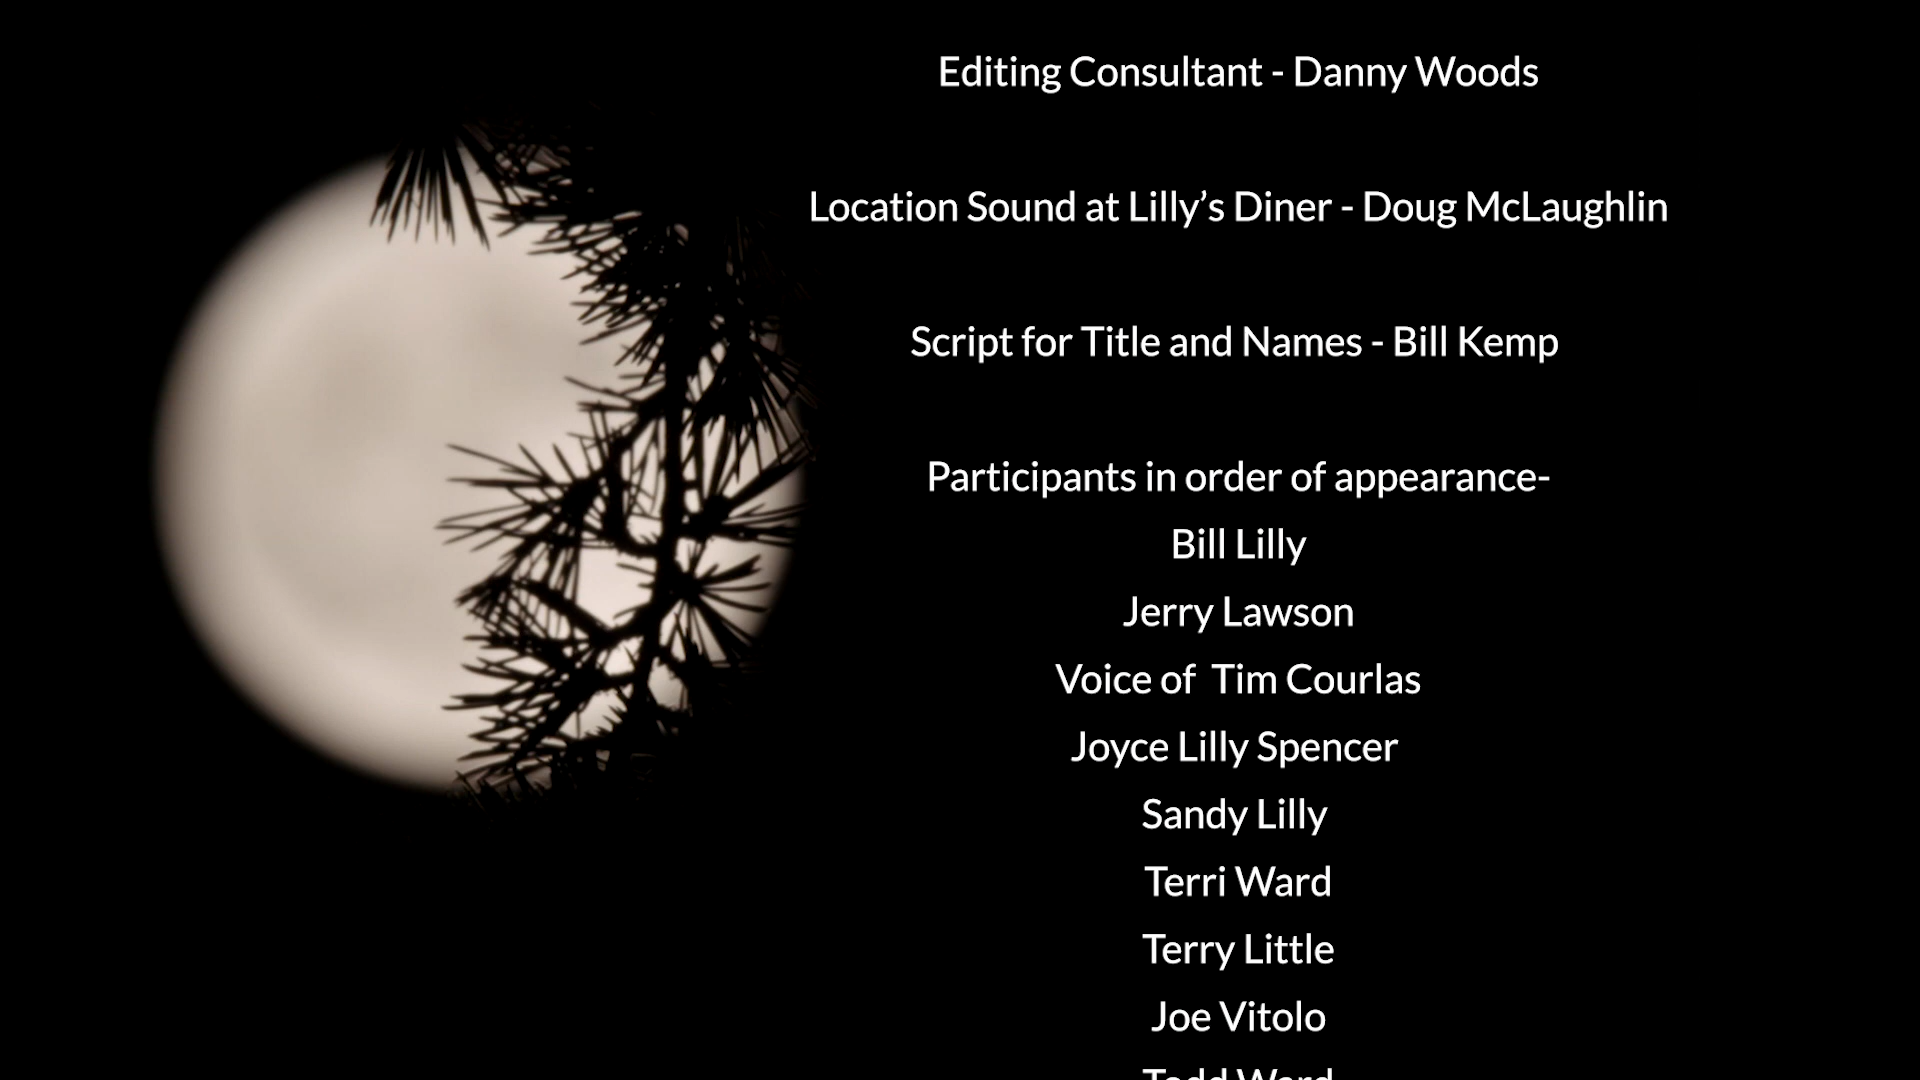 Editing Consultant - Danny Woods
Location Sound at Lilly’s Diner - Doug McLaughlin
Script for Title and Names - Bill Kemp
Participants in order of appearance-
Bill Lilly
Jerry Lawson
Voice of  Tim Courlas
Joyce Lilly Spencer
Sandy Lilly
Terri Ward
Terry Little
Joe Vitolo
Todd Ward